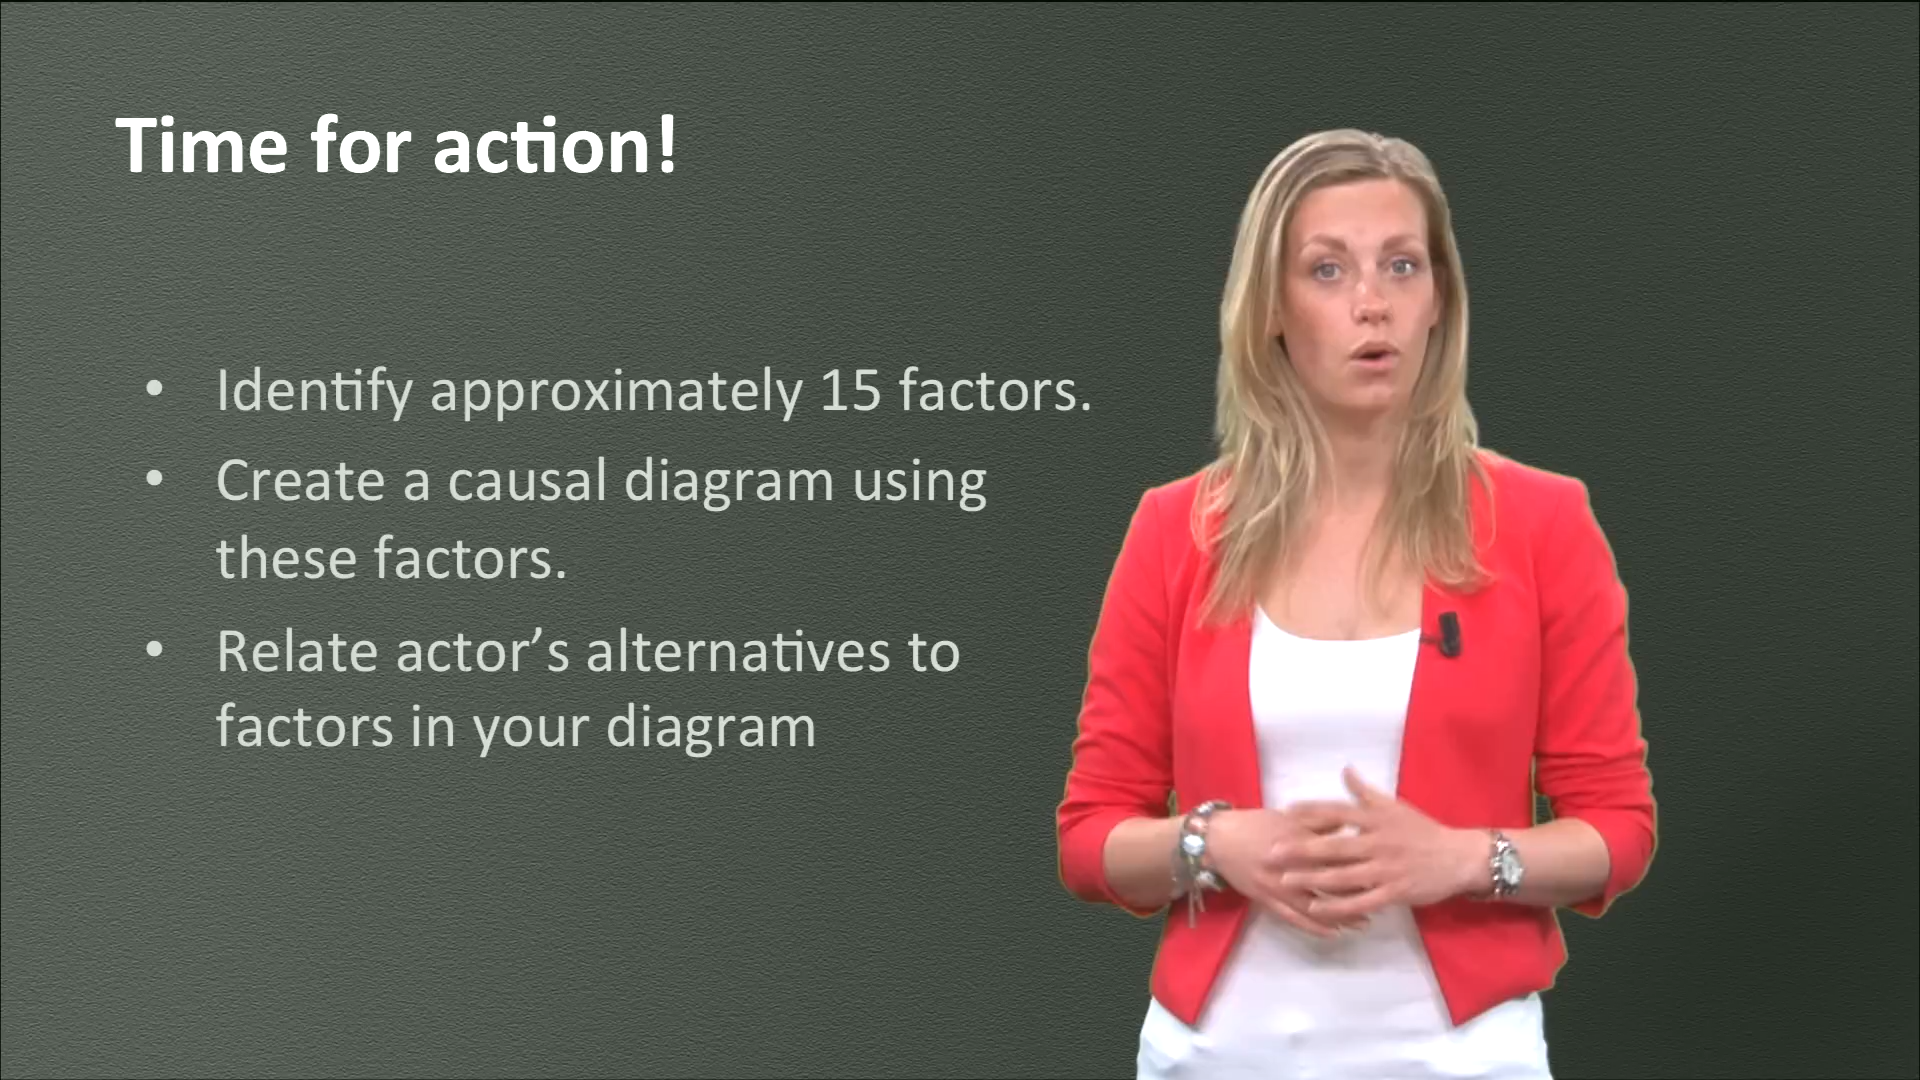 Time for action!
• Identify approximately 15 factors.
• Create a causal diagram using
these factors.
• Relate actor’s alternatives to
factors in your diagram